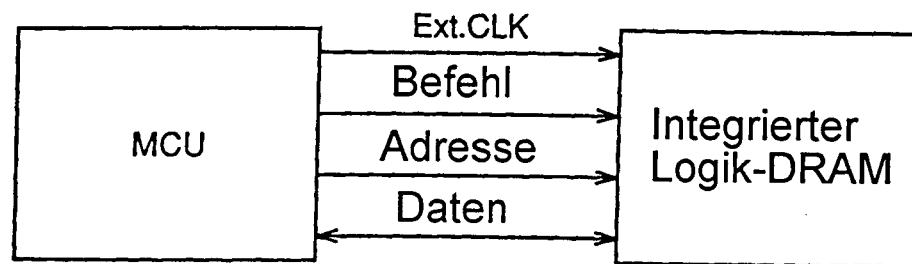 Ext.CLK
Befehl
MCU
Adresse
Daten
Integrierter
Logik-DRAM